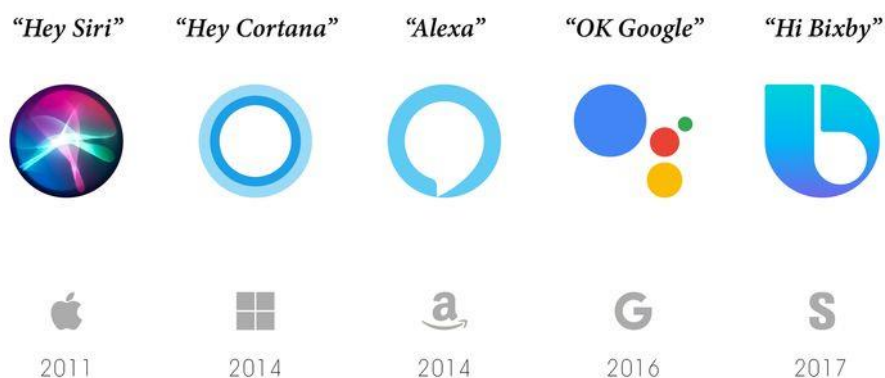 “Hey Siri” “Hey Cortana” “Alexa” “OK Google” “Hi Bixby”
a G S
2011 2014 2014 2016 2017